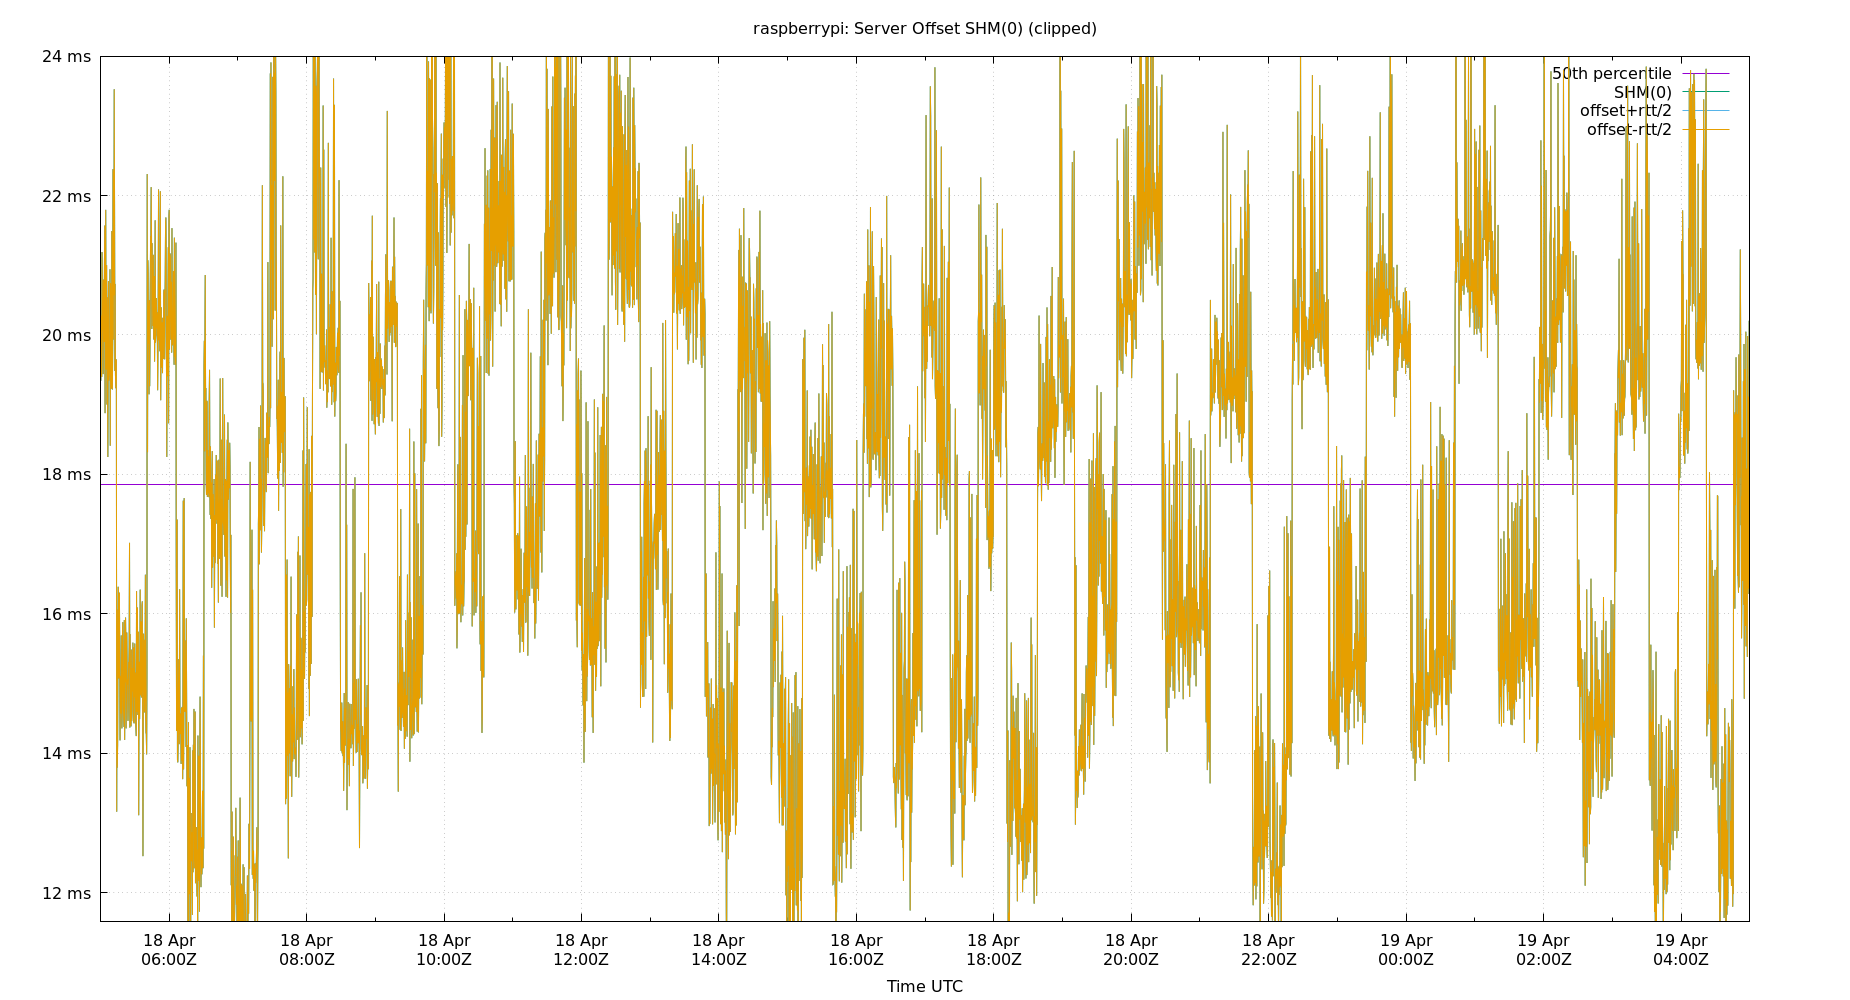 raspberrypi: Server Offset SHM(0) (clipped)
24 ms
22 ms
20 ms
18 ms
16 ms
14 ms
12 ms
50th percentile
SHM(0)
offset+rtt/2
offset-rtt/2
18 Apr 18 Apr 18 Apr 18 Apr 18 Apr 18 Apr 18 Apr 18 Apr 18 Apr 19 Apr 19 Apr 19 Apr
06:00Z 08:00Z 10:00Z 12:00Z 14:00Z 16:00Z 18:00Z 20:00Z 22:00Z 00:00Z 02:00Z 04:00Z
Time UTC